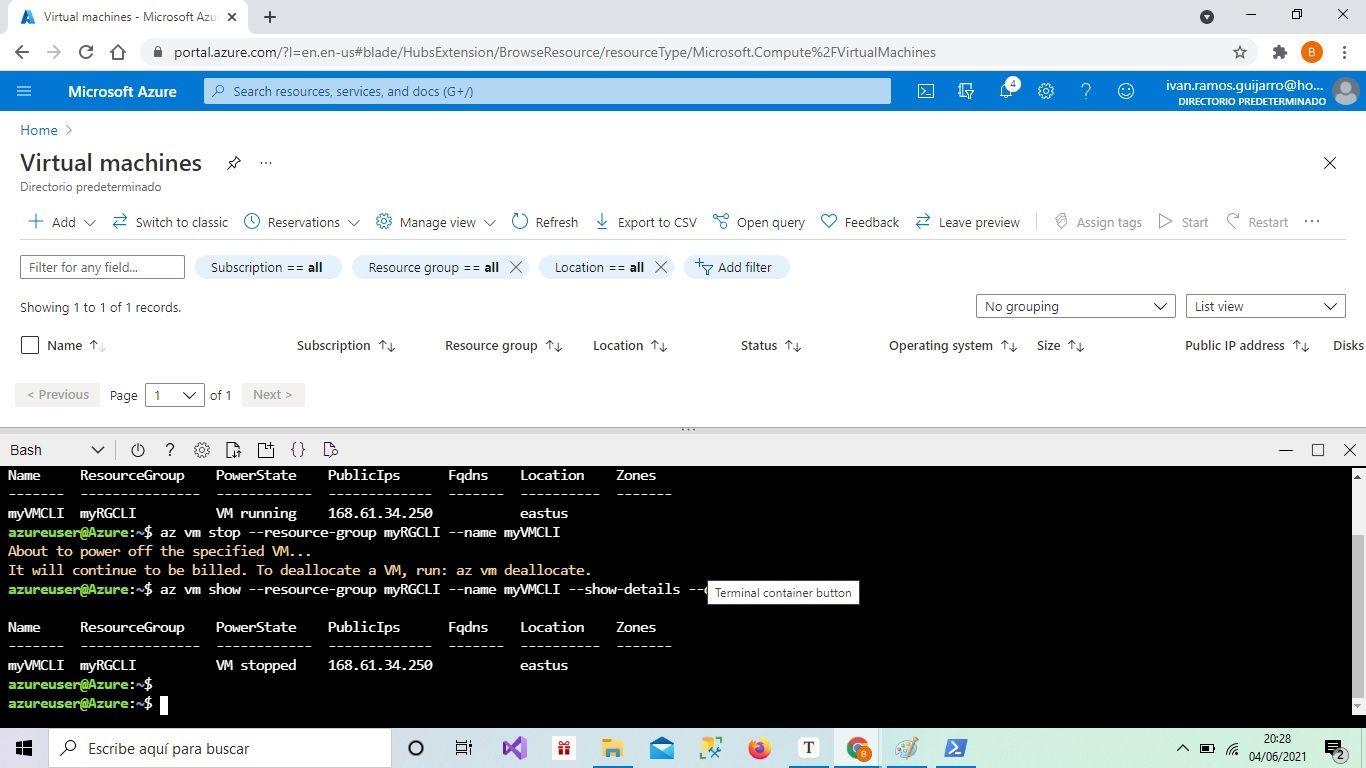 Virtual machines - Microsoft Azu
portal.azure.com/?l=en.en-us#blade/HubsExtension/BrowseResource/resourceType/Microsoft.Compute%2FVirtualMachines
B
Microsoft Azure
Search resources, services, and docs (G+/)
4
ivan.ramos.guijarro@ho...
DIRECTORIO PREDETERMINADO
Home >
Virtual machines
Directorio predeterminado
Add Switch to classic Reservations Manage view Refresh Export to CSV Open query Feedback Leave preview Assign tags Start Restart ...
Filter for any field... Subscription == all Resource group == all Location == all Add filter
Showing 1 to 1 of 1 records. No grouping List view
Name Subscription Resource group Location Status Operating system Size Public IP address Disks
< Previous Page 1 of 1 Next >
Bash
Name ResourceGroup PowerState PublicIps Fqdns Location Zones
------- --------------- ------------ ------------- ------- ---------- -------
myVMCLI myRGCLI VM running 168.61.34.250 eastus
azureuser@Azure:~$ az vm stop --resource-group myRGCLI --name myVMCLI
About to power off the specified VM...
It will continue to be billed. To deallocate a VM, run: az vm deallocate.
azureuser@Azure:~$ az vm show --resource-group myRGCLI --name myVMCLI --show-details --
Terminal container button
Name ResourceGroup PowerState PublicIps Fqdns Location Zones
------- --------------- ------------ ------------- ------- ---------- -------
myVMCLI myRGCLI VM stopped 168.61.34.250 eastus
azureuser@Azure:~$
azureuser@Azure:~$
Escribe aquí para buscar
T
B
20:28
04/06/2021
2